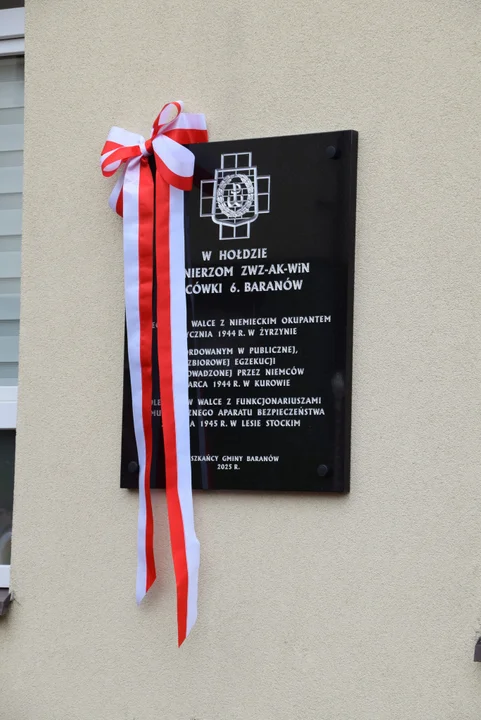 W HOŁDZIE
NIERZOM ZWZ-AK-WiN
CÓWKI 6. BARANÓW
WALCE Z NIEMIECKIM OKUPANTEM
YCZNIA 1944 R. W ŻYRZYNIE
ORDOWANYM W PUBLICZNEJ,
ZBIOROWEJ EGZEKUCJI
OWADZONEJ PRZEZ NIEMCÓW
ARCA 1944 R. W KUROWIE
W WALCE Z FUNKCJONARIUSZAMI
ZNEGO APARATU BEZPIECZEŃSTWA
1945 R. W LESIE STOCKIM
SZKAŃCY GMINY BARANÓW
2025 R.